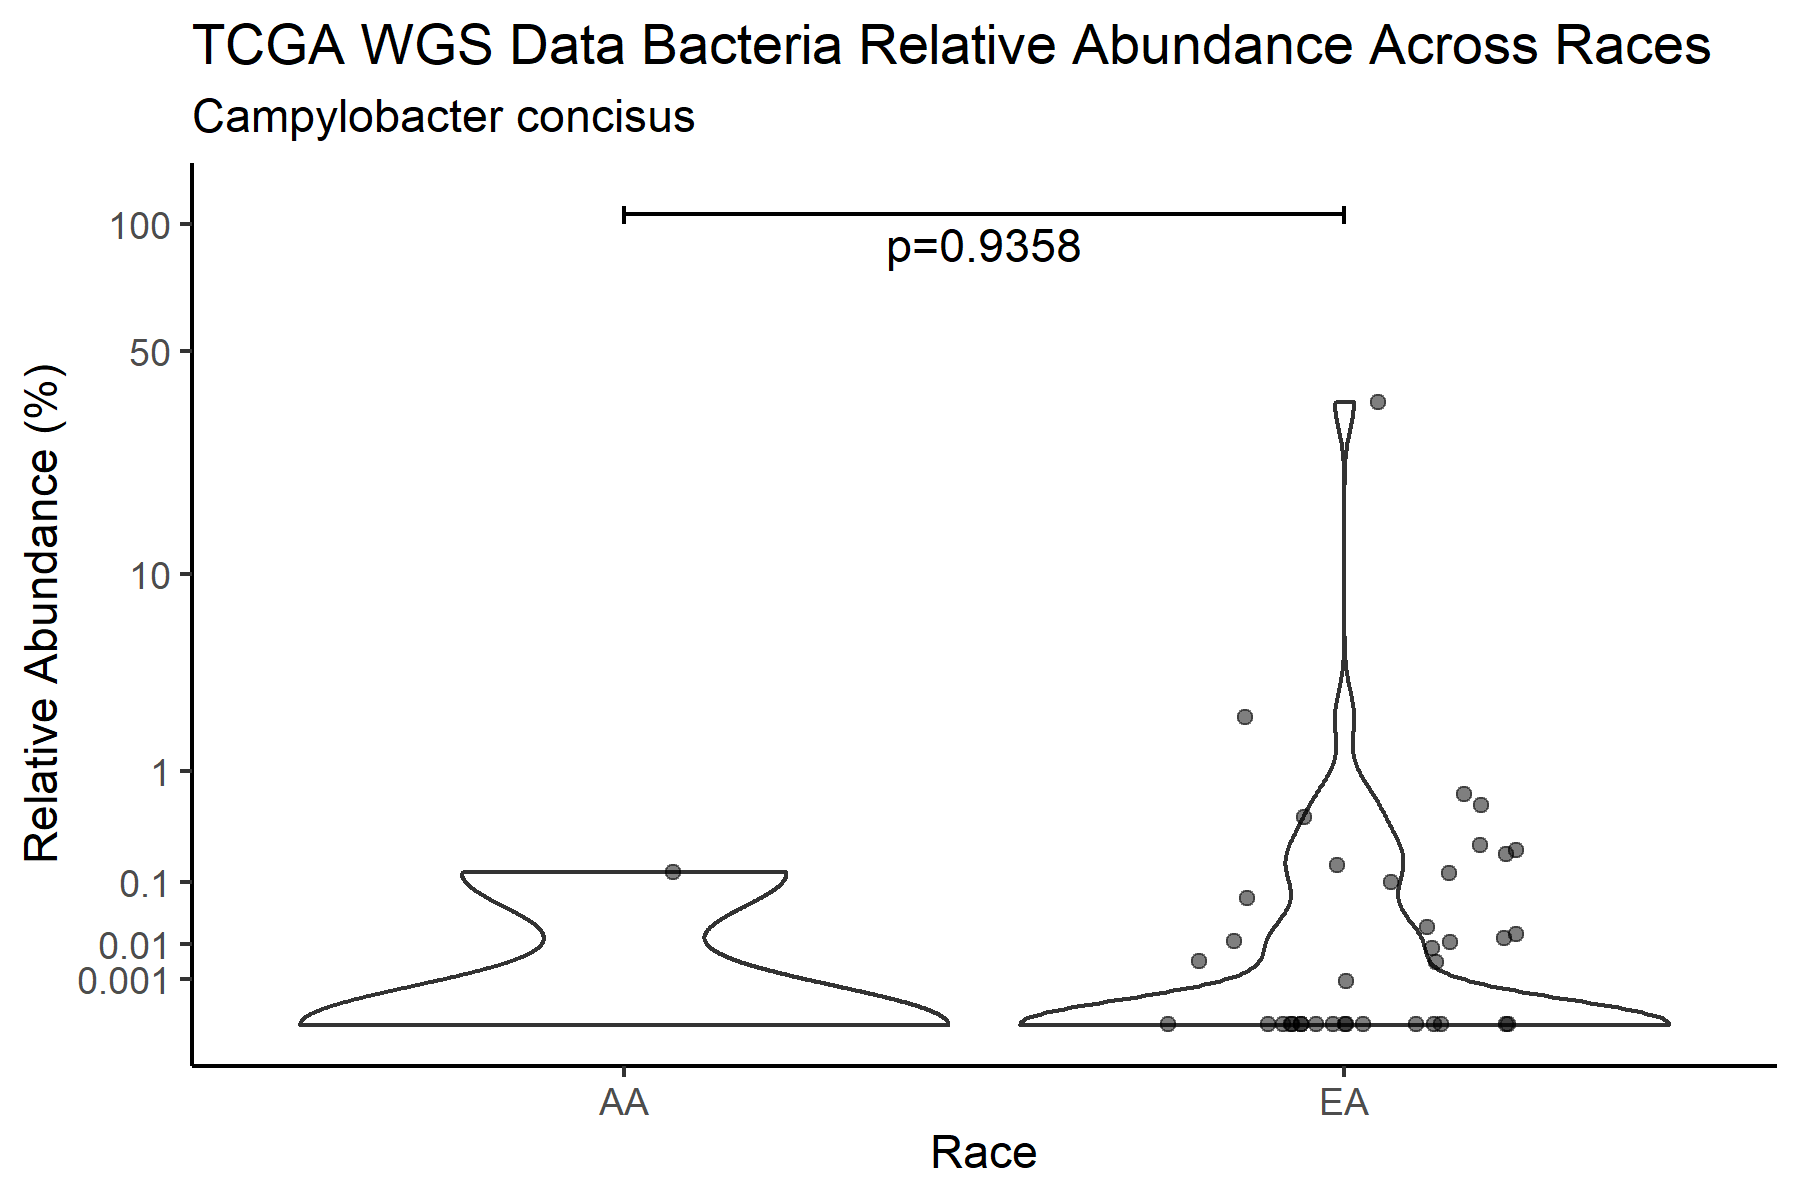 TCGA WGS Data Bacteria Relative Abundance Across Races
Campylobacter concisus
100
50
10
1
0.1
0.01
0.001
Relative Abundance (%)
p=0.9358
AA
EA
Race